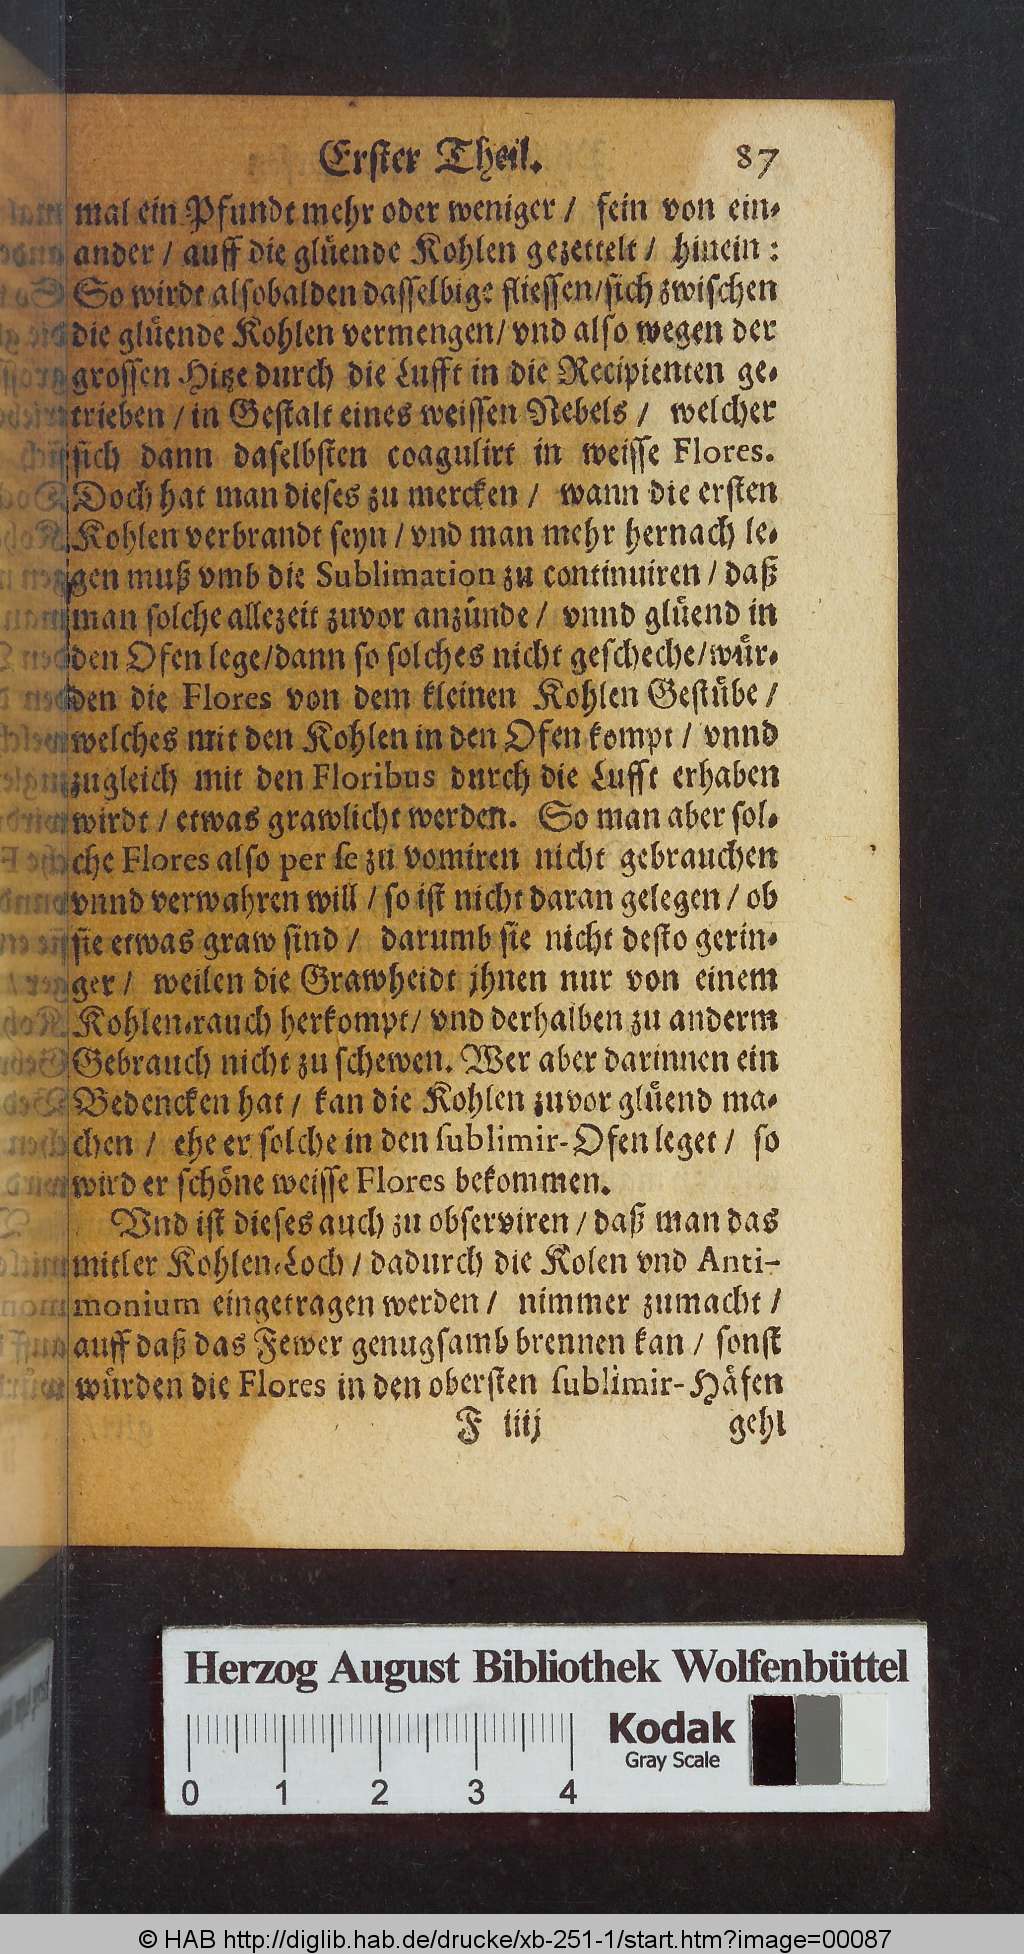 Erster Theil. 87
mal ein Pfundt mehr oder weniger / fein von ein-
ander / auff die glüende Kohlen gezettelt / hinein:
So wirdt alsobalden dasselbige fliessen/sich zwischen
die glüende Kohlen vermengen/ vnd also wegen der
grossen Hitze durch die Lufft in die Recipienten ge-
trieben / in Gestalt eines weissen Nebels / welcher
sich dann daselbsten coagulirt in weisse Flores.
Doch hat man dieses zu mercken / wann die ersten
Kohlen verbrandt seyn / vnd man mehr hernach le-
gen muß vmb die Sublimation zu continuiren / daß
man solche allezeit zuvor anzünde / vnnd glüend in
den Ofen lege/dann so solches nicht gescheche/wür-
den die Flores von dem kleinen Kohlen Gestübe /
welches mit den Kohlen in den Ofen kompt / vnnd
zugleich mit den Floribus durch die Lufft erhaben
wirdt / etwas grawlicht werden. So man aber sol-
che Flores also per se zu vomiren nicht gebrauchen
vnnd verwahren will / so ist nicht daran gelegen / ob
sie etwas graw sind / darumb sie nicht desto gerin-
ger / weilen die Grawheidt jhnen nur von einem
Kohlen-rauch herkompt/ vnd derhalben zu anderm
Gebrauch nicht zu schewen. Wer aber darinnen ein
Bedencken hat / kan die Kohlen zuvor glüend ma-
chen / ehe er solche in den sublimir-Ofen leget / so
wird er schöne weisse Flores bekommen.
Vnd ist dieses auch zu observiren / daß man das
mitler Kohlen-Loch / dadurch die Kolen vnd Anti-
monium eingetragen werden / nimmer zumacht /
auff daß das Fewer genugsamb brennen kan / sonst
würden die Flores in den obersten sublimir-Häfen
F iiij gehl
Herzog August Bibliothek Wolfenbüttel
Kodak
Gray Scale
0 1 2 3 4
© HAB http://diglib.hab.de/drucke/xb-251-1/start.htm?image=00087